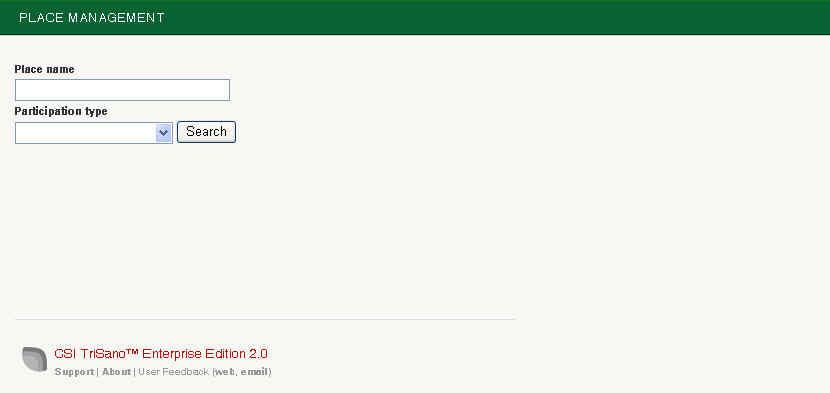 PLACE MANAGEMENT
Place name
Participation type
Search
CSI TriSano™ Enterprise Edition 2.0
Support | About | User Feedback (web, email)